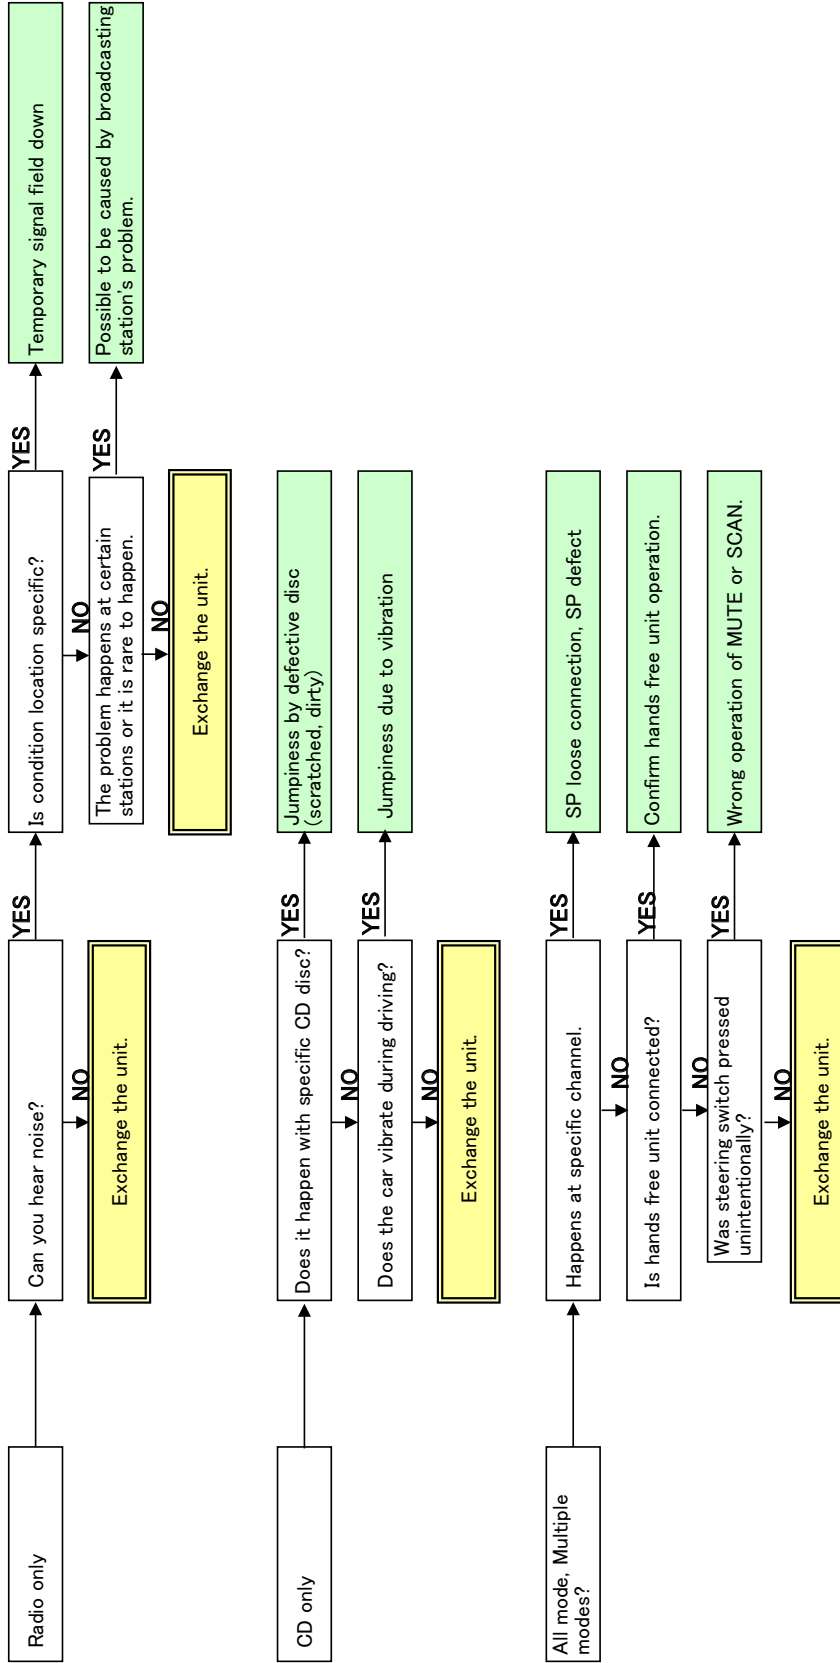 Radio only
Can you hear noise?
YES
Is condition location specific?
YES
Temporary signal field down
NO
Exchange the unit.
NO
The problem happens at certain
stations or it is rare to happen.
YES
Possible to be caused by broadcasting
station's problem.
NO
Exchange the unit.
CD only
Does it happen with specific CD disc?
YES
Jumpiness by defective disc
(scratched, dirty)
NO
Does the car vibrate during driving?
YES
Jumpiness due to vibration
NO
Exchange the unit.
All mode, Multiple
modes?
Happens at specific channel.
YES
SP loose connection, SP defect
NO
Is hands free unit connected?
YES
Confirm hands free unit operation.
NO
Was steering switch pressed
unintentionally?
YES
Wrong operation of MUTE or SCAN.
NO
Exchange the unit.